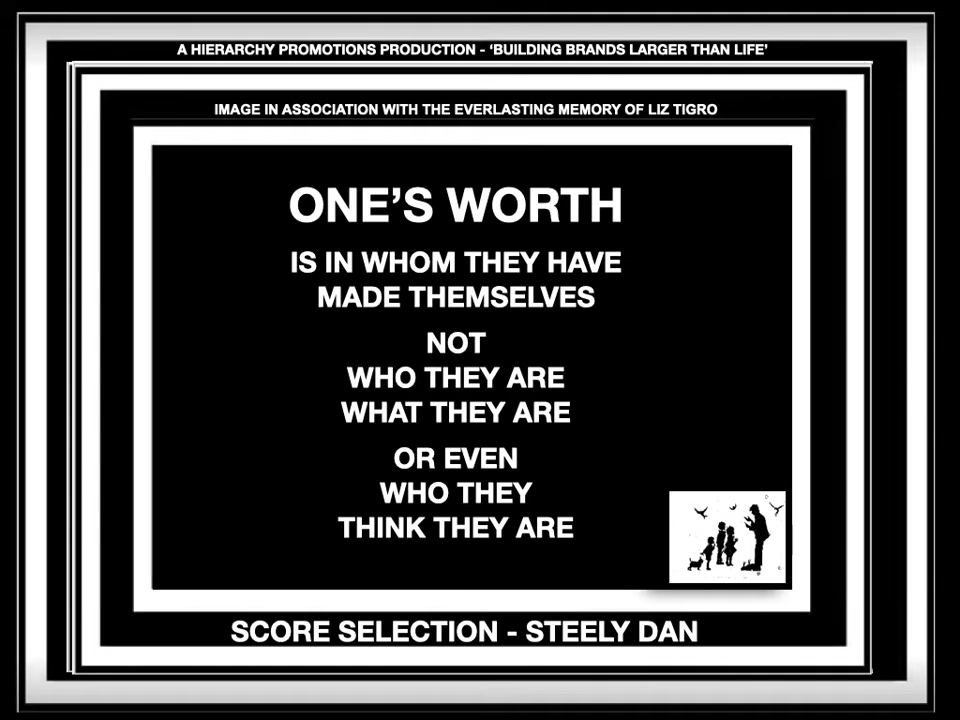 A HIERARCHY PROMOTIONS PRODUCTION - ‘BUILDING BRANDS LARGER THAN LIFE’
IMAGE IN ASSOCIATION WITH THE EVERLASTING MEMORY OF LIZ TIGRO
ONE’S WORTH
IS IN WHOM THEY HAVE
MADE THEMSELVES
NOT
WHO THEY ARE
WHAT THEY ARE
OR EVEN
WHO THEY
THINK THEY ARE
SCORE SELECTION - STEELY DAN